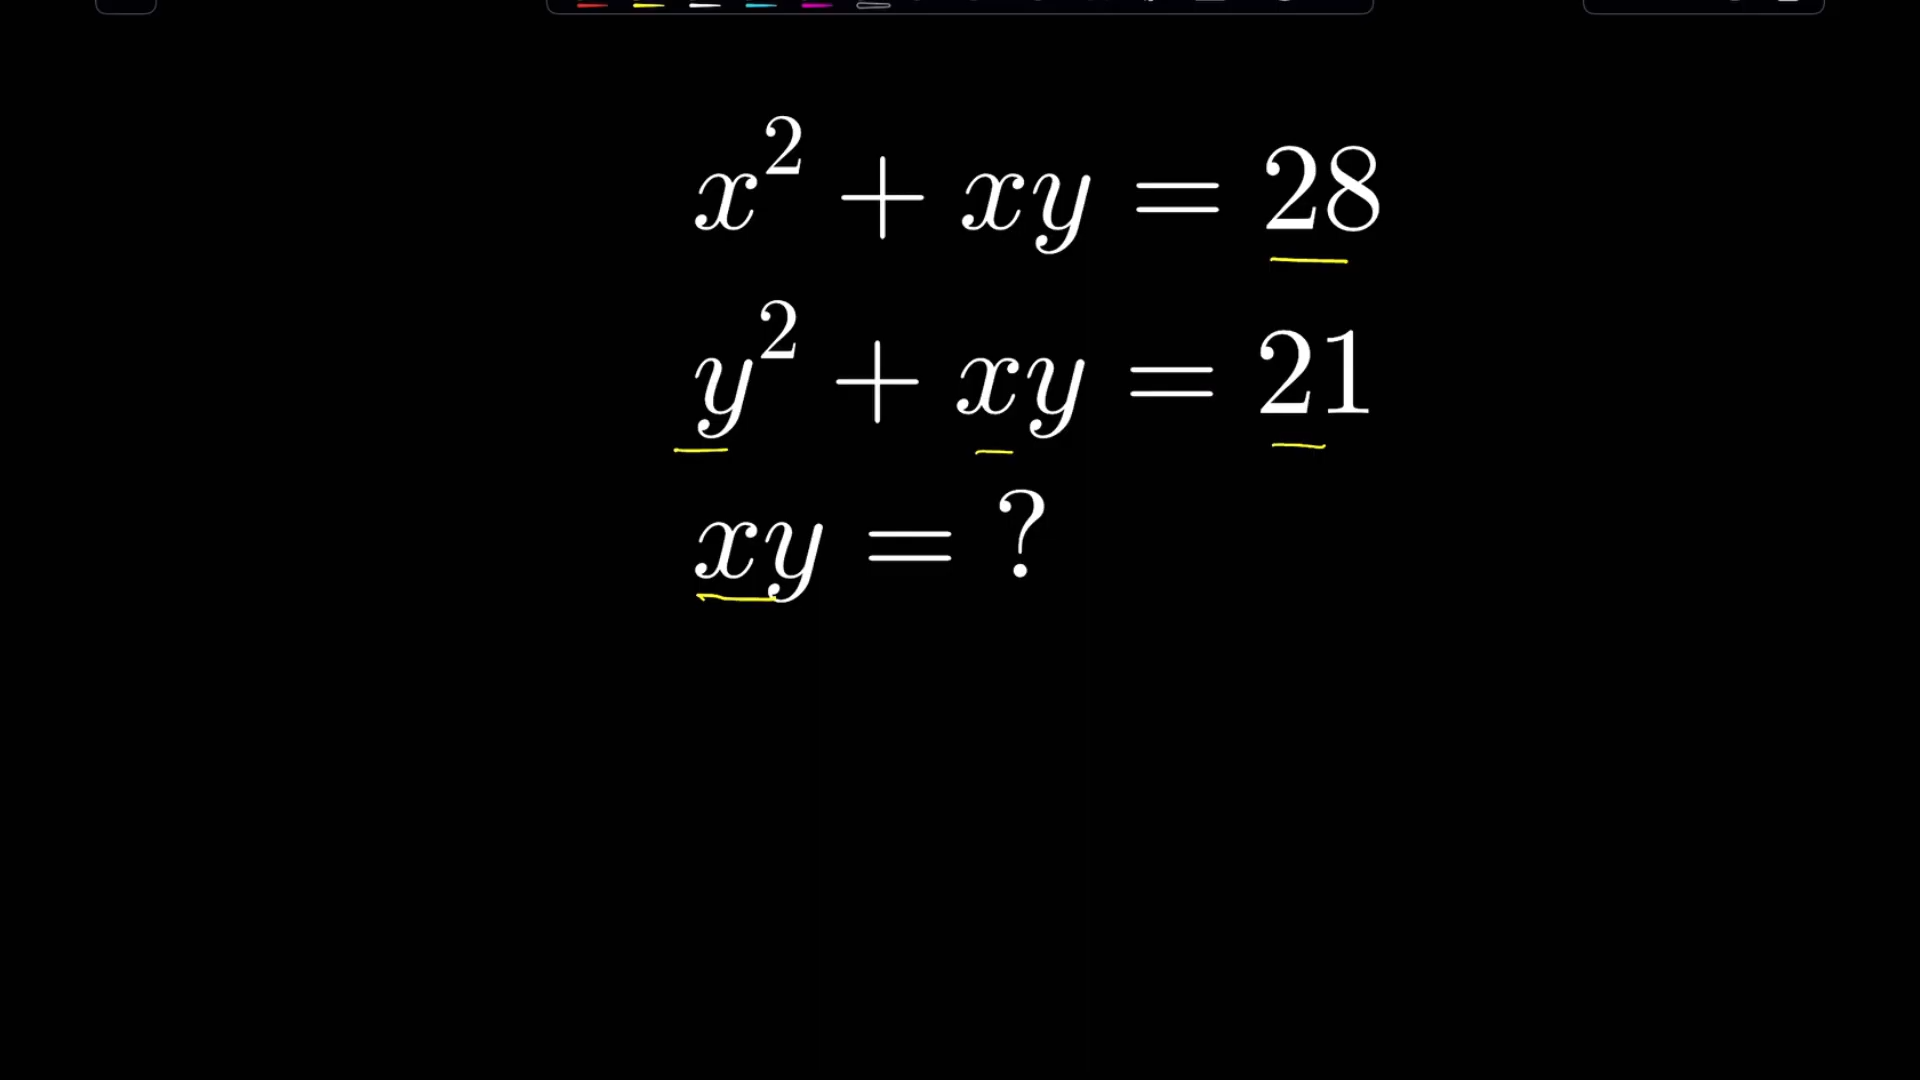 x² + xy = 28
y² + xy = 21
xy = ?